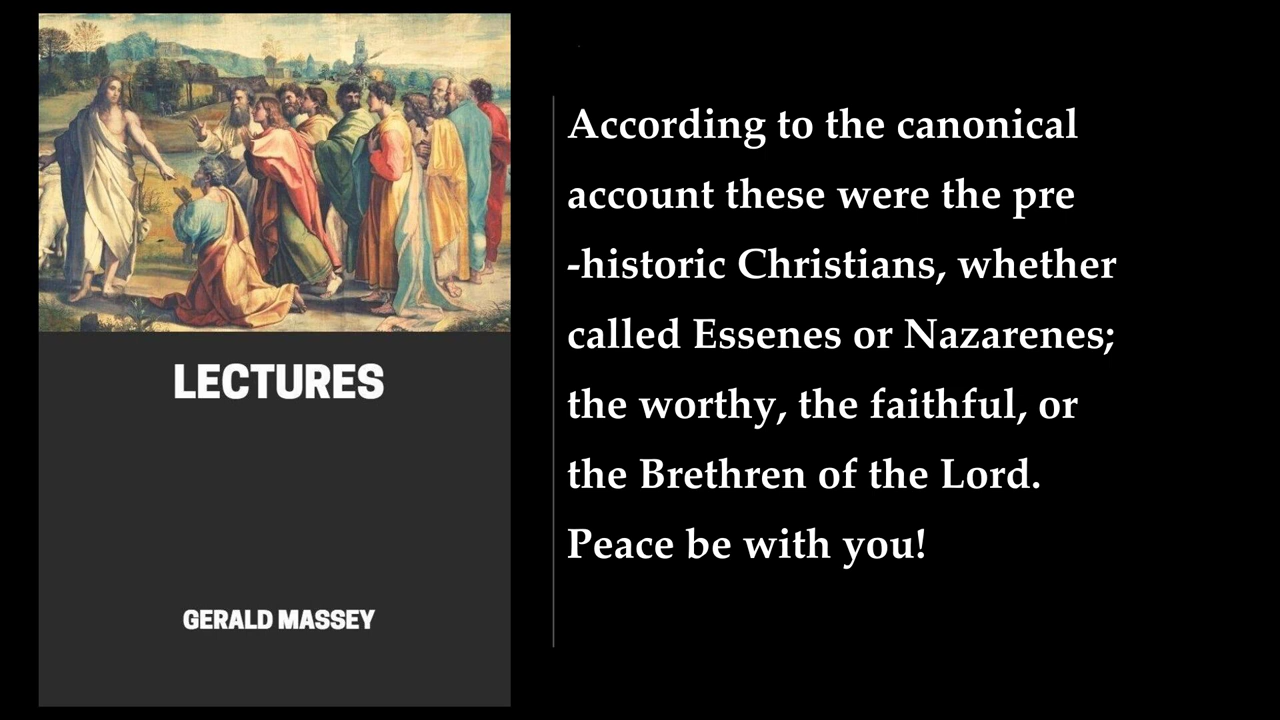 LECTURES
GERALD MASSEY
According to the canonical
account these were the pre
-historic Christians, whether
called Essenes or Nazarenes;
the worthy, the faithful, or
the Brethren of the Lord.
Peace be with you!